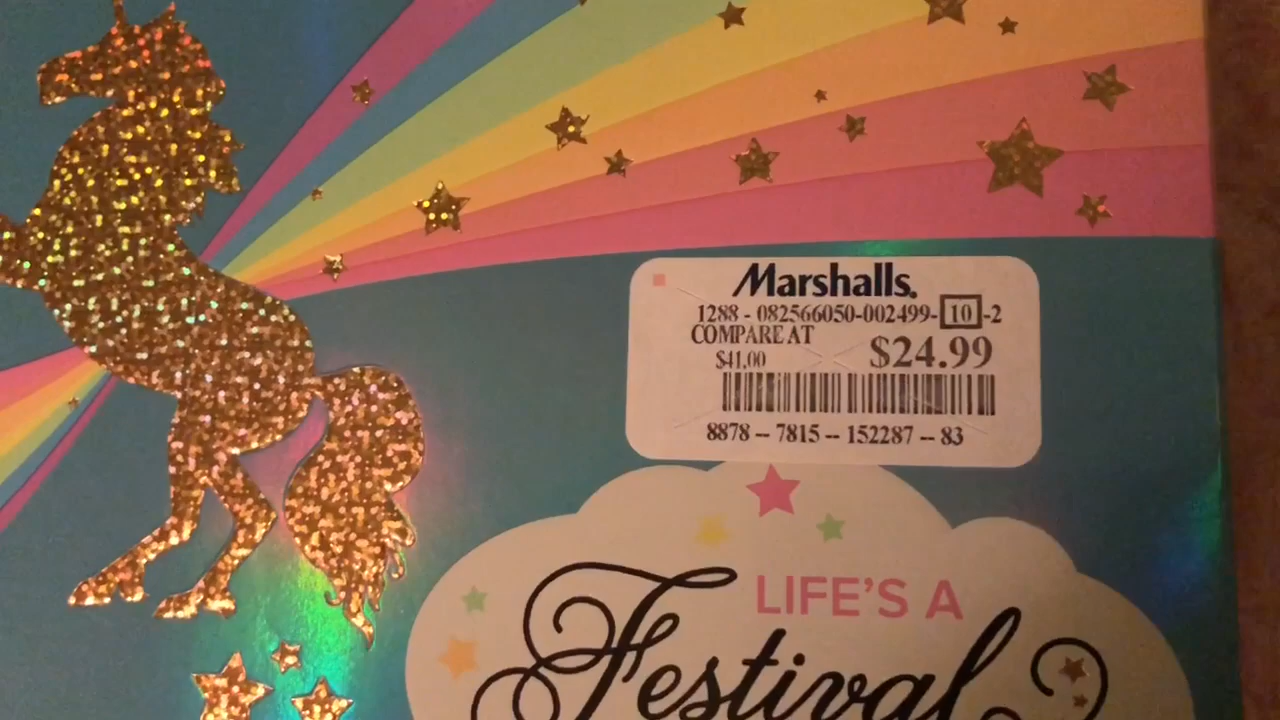 Marshalls.
1288 - 082566050-002499- 10 -2
COMPARE AT
$41.00 $24.99
8878 -- 7815 -- 152287 -- 83
LIFE'S A
Festival